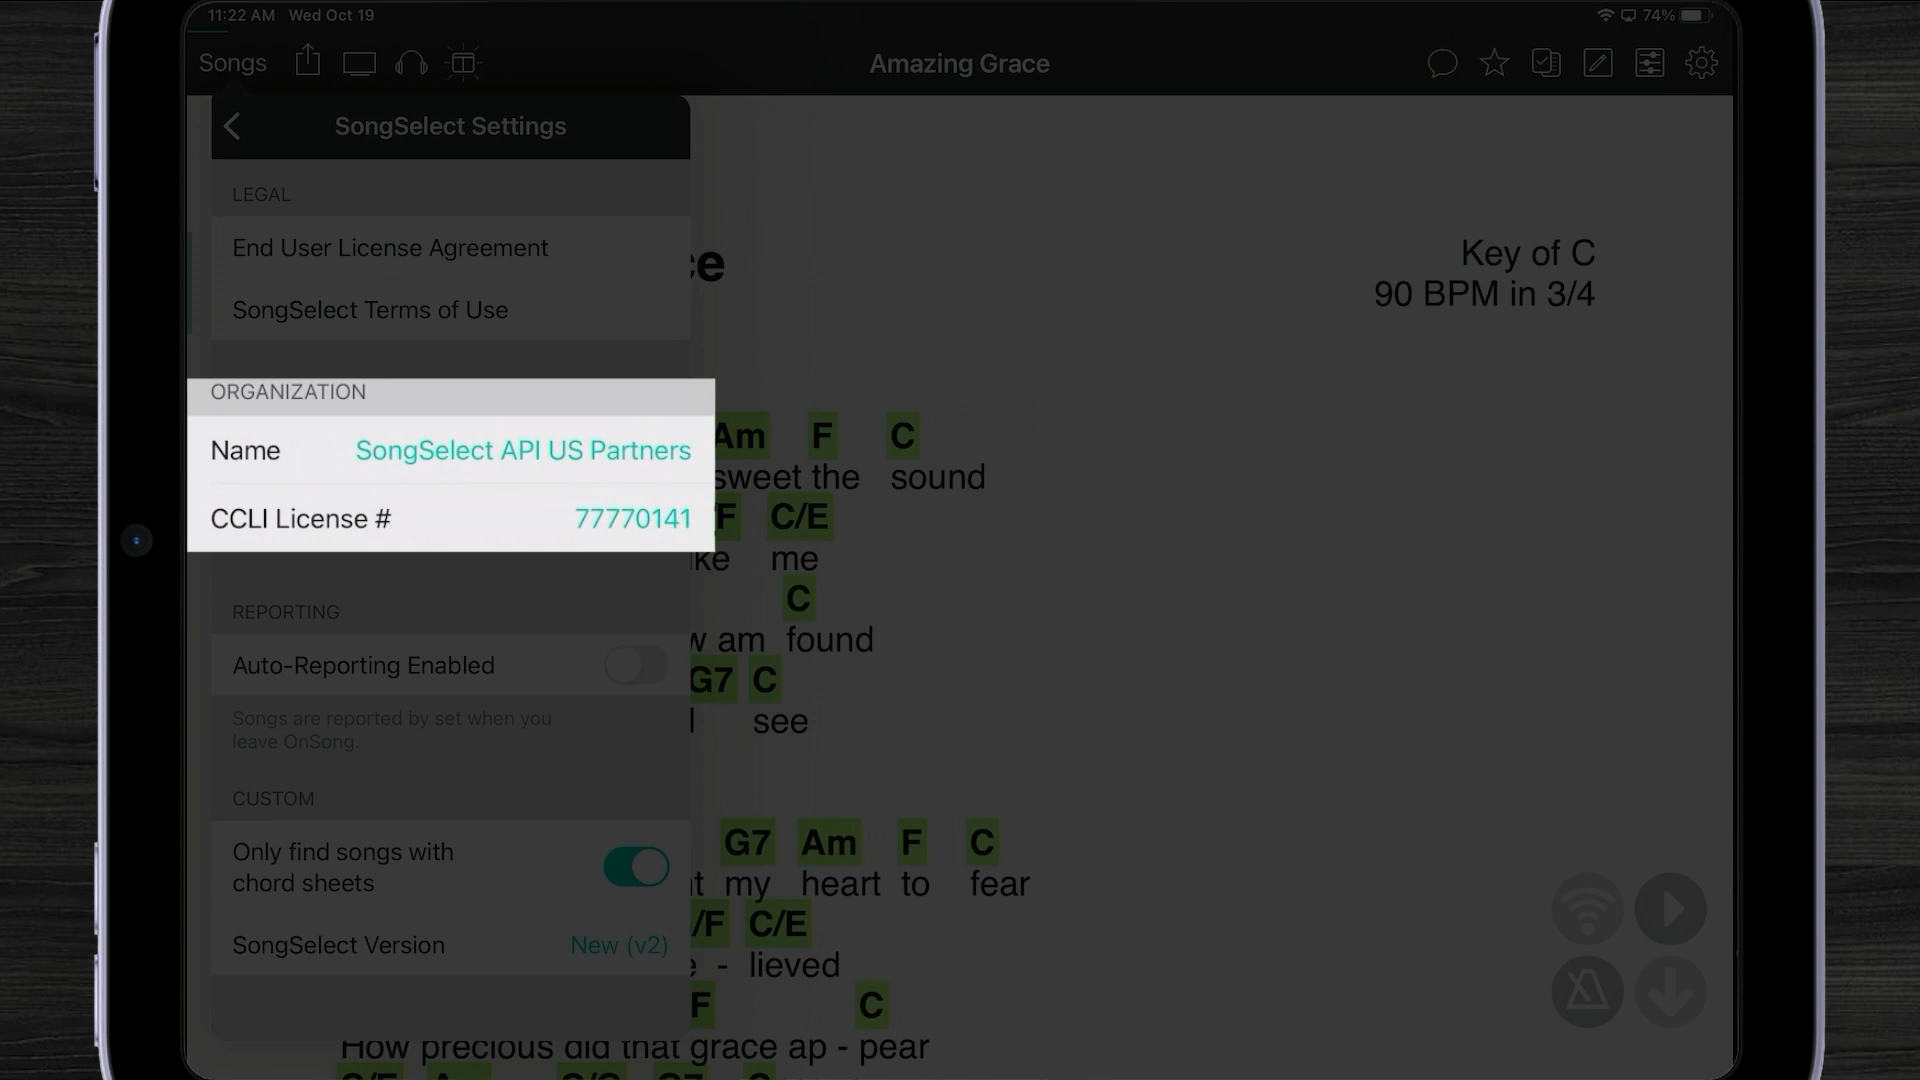 11:22 AM Wed Oct 19
74%
Songs
Amazing Grace
SongSelect Settings
LEGAL
End User License Agreement
SongSelect Terms of Use
ORGANIZATION
Name SongSelect API US Partners
CCLI License # 77770141
REPORTING
Auto-Reporting Enabled
Songs are reported by set when you
leave OnSong.
CUSTOM
Only find songs with
chord sheets
SongSelect Version New (v2)
Key of C
90 BPM in 3/4
Am F C
sweet the sound
/F C/E
me
C
am found
G7 C
see
G7 Am F C
my heart to fear
/F C/E
- lieved
F C
How precious did that grace ap - pear